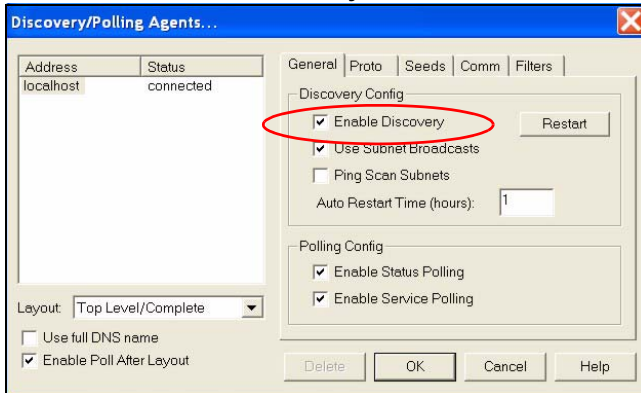 Discovery/Polling Agents...
Address Status
localhost connected
Layout: Top Level/Complete
Use full DNS name
Enable Poll After Layout
General Proto Seeds Comm Filters
Discovery Config
Enable Discovery Restart
Use Subnet Broadcasts
Ping Scan Subnets
Auto Restart Time (hours): 1
Polling Config
Enable Status Polling
Enable Service Polling
Delete OK Cancel Help